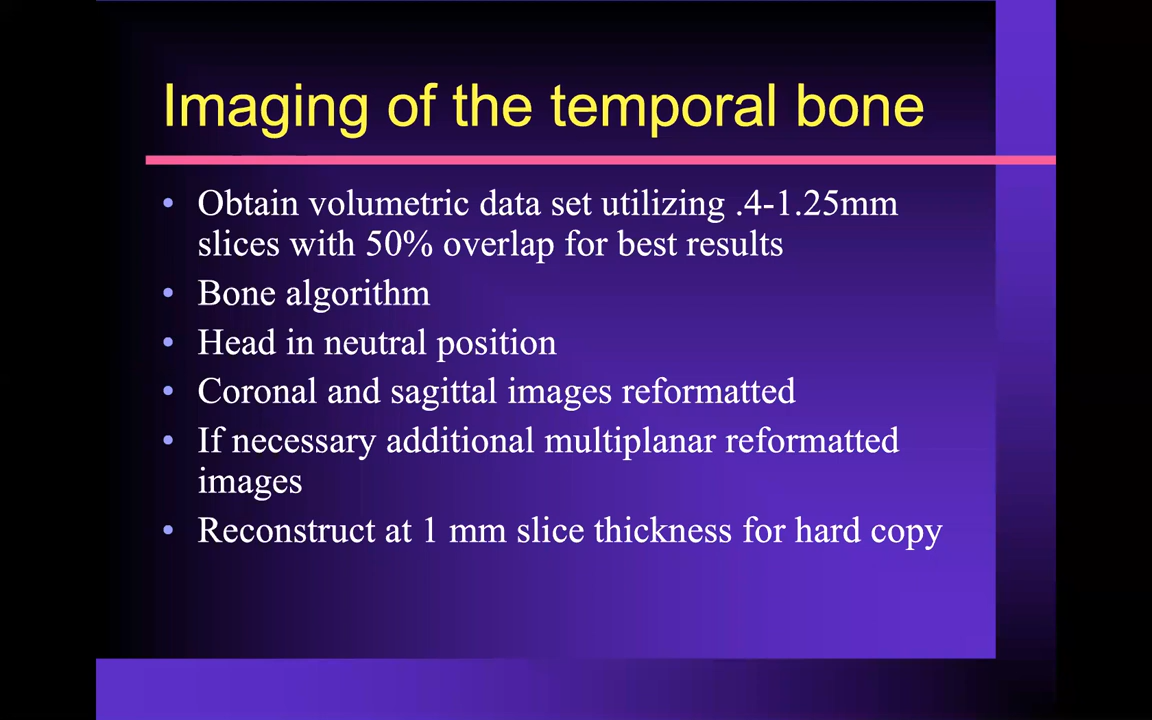 Imaging of the temporal bone
• Obtain volumetric data set utilizing .4-1.25mm
slices with 50% overlap for best results
• Bone algorithm
• Head in neutral position
• Coronal and sagittal images reformatted
• If necessary additional multiplanar reformatted
images
• Reconstruct at 1 mm slice thickness for hard copy